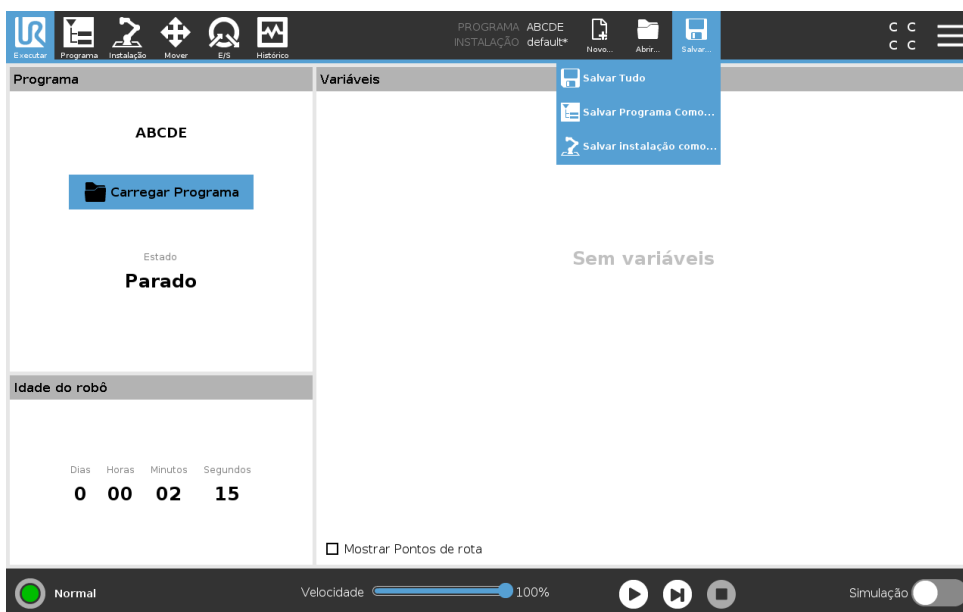 UR
PROGRAMA ABCDE
INSTALAÇÃO default*
C C
C C
Executar Programa Instalação Mover E/S Histórico Novo... Abrir... Salvar...
Programa
Variáveis
Salvar Tudo
Salvar Programa Como...
Salvar instalação como...
ABCDE
Carregar Programa
Estado
Parado
Sem variáveis
Idade do robô
Dias Horas Minutos Segundos
0 00 02 15
Mostrar Pontos de rota
Normal
Velocidade 100%
Simulação